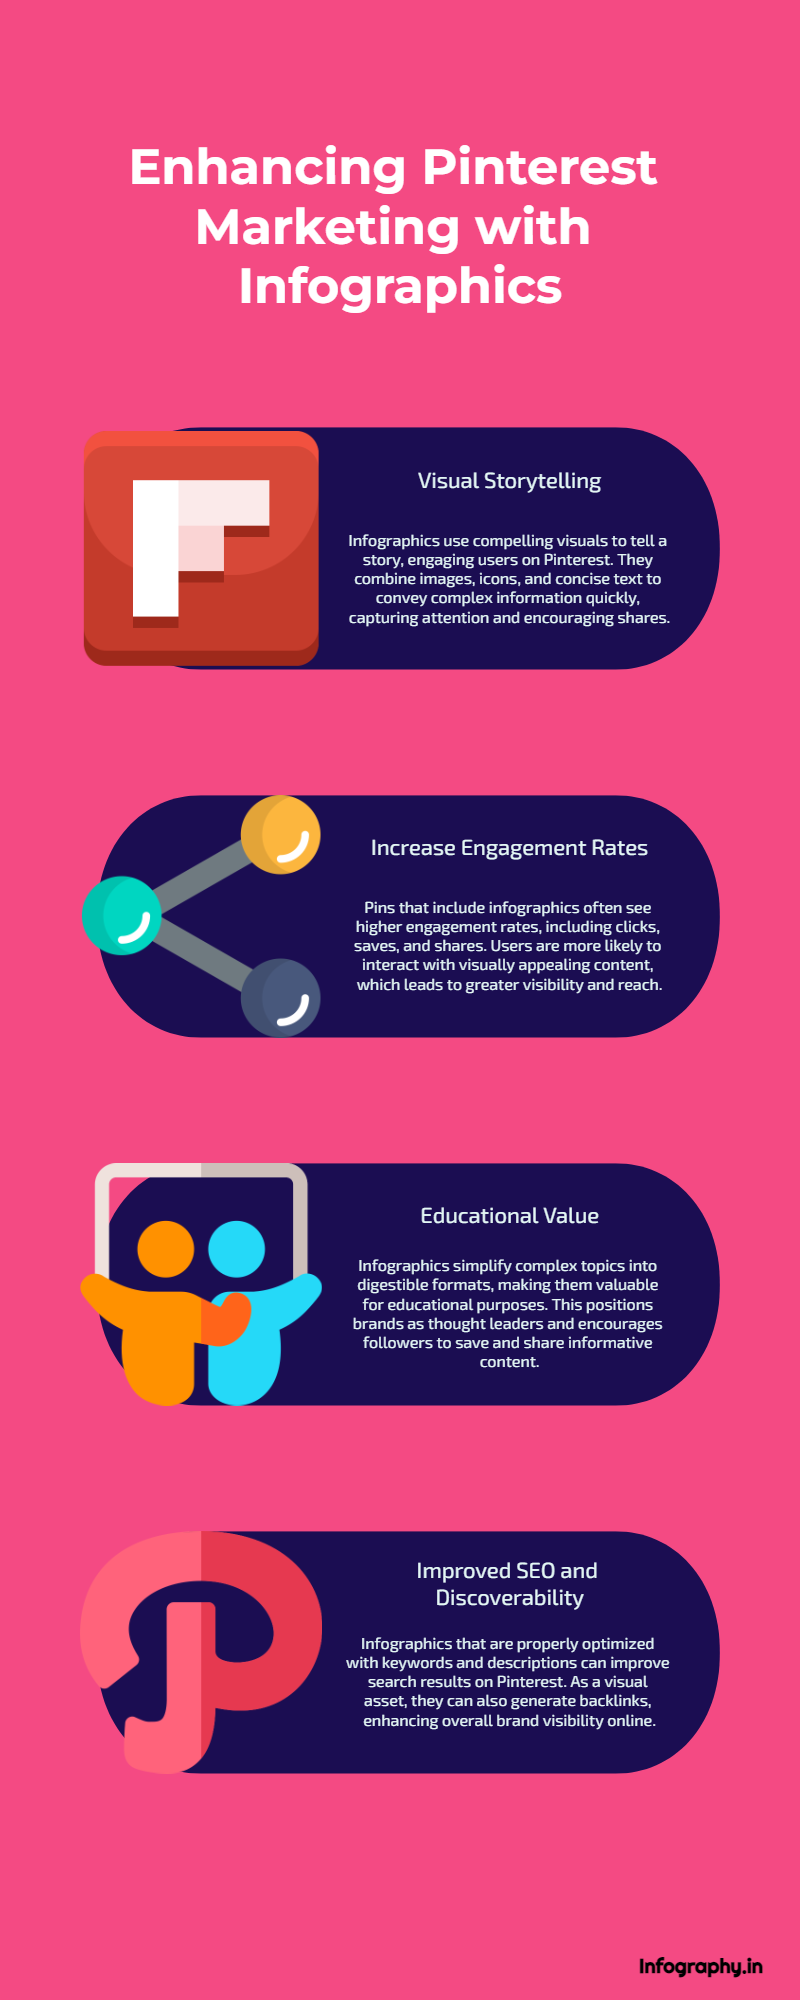 Enhancing Pinterest
Marketing with
Infographics
Visual Storytelling
Infographics use compelling visuals to tell a
story, engaging users on Pinterest. They
combine images, icons, and concise text to
convey complex information quickly,
capturing attention and encouraging shares.
Increase Engagement Rates
Pins that include infographics often see
higher engagement rates, including clicks,
saves, and shares. Users are more likely to
interact with visually appealing content,
which leads to greater visibility and reach.
Educational Value
Infographics simplify complex topics into
digestible formats, making them valuable
for educational purposes. This positions
brands as thought leaders and encourages
followers to save and share informative
content.
Improved SEO and
Discoverability
Infographics that are properly optimized
with keywords and descriptions can improve
search results on Pinterest. As a visual
asset, they can also generate backlinks,
enhancing overall brand visibility online.
Infography.in